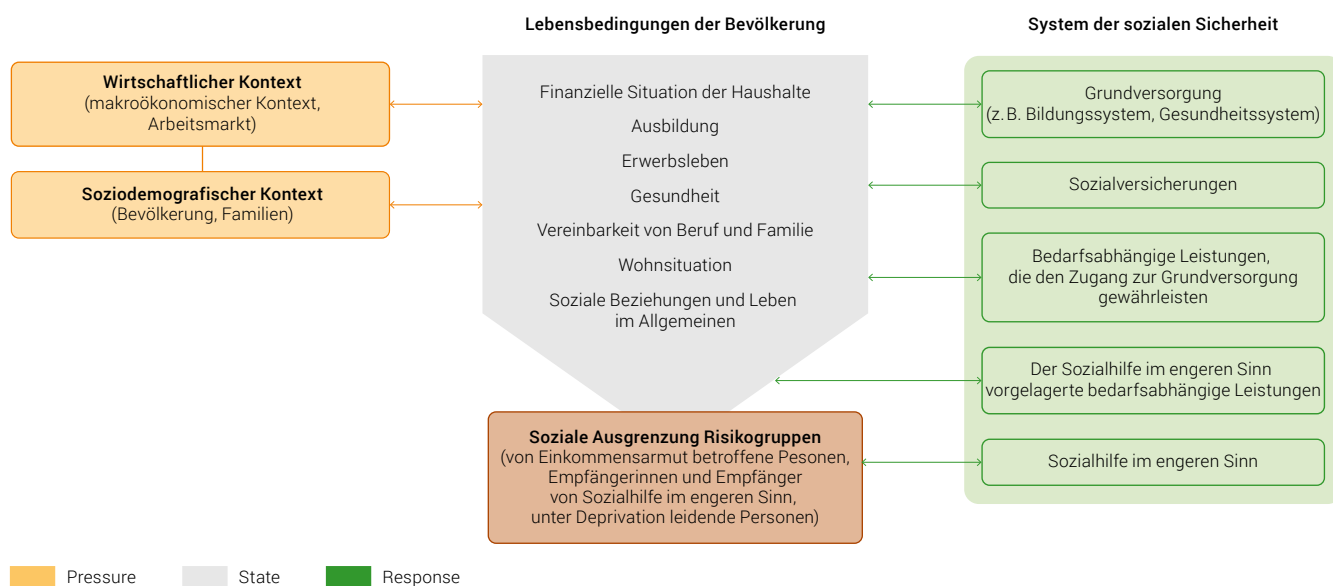 Lebensbedingungen der Bevölkerung
System der sozialen Sicherheit
Wirtschaftlicher Kontext
(makroökonomischer Kontext,
Arbeitsmarkt)
Soziodemografischer Kontext
(Bevölkerung, Familien)
Finanzielle Situation der Haushalte
Ausbildung
Erwerbsleben
Gesundheit
Vereinbarkeit von Beruf und Familie
Wohnsituation
Soziale Beziehungen und Leben
im Allgemeinen
Soziale Ausgrenzung Risikogruppen
(von Einkommensarmut betroffene Pesonen,
Empfängerinnen und Empfänger
von Sozialhilfe im engeren Sinn,
unter Deprivation leidende Personen)
Grundversorgung
(z. B. Bildungssystem, Gesundheitssystem)
Sozialversicherungen
Bedarfsabhängige Leistungen,
die den Zugang zur Grundversorgung
gewährleisten
Der Sozialhilfe im engeren Sinn
vorgelagerte bedarfsabhängige Leistungen
Sozialhilfe im engeren Sinn
Pressure
State
Response